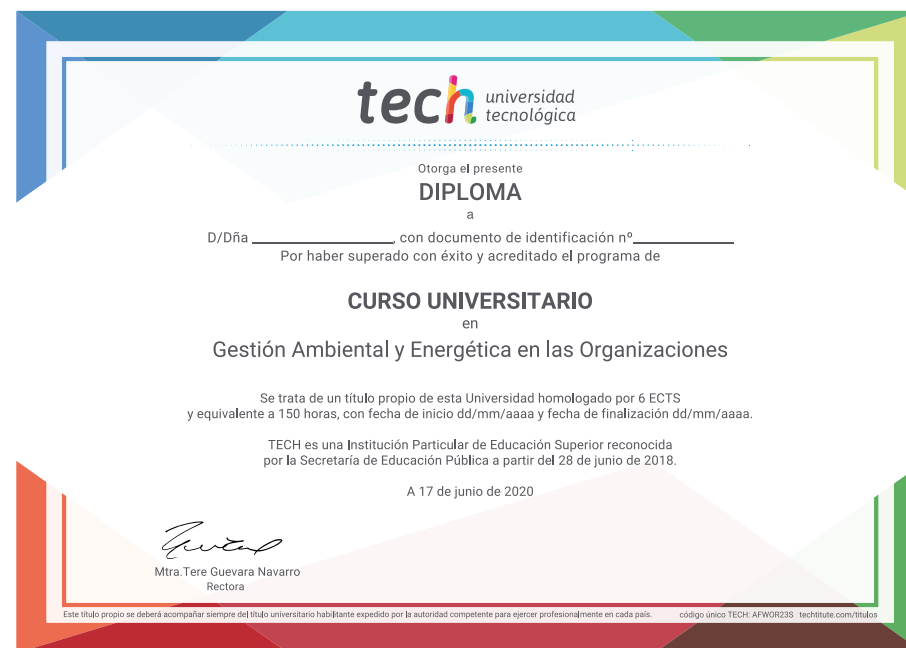 tech universidad
tecnológica
Otorga el presente
DIPLOMA
a
D/Dña ____________________, con documento de identificación nº______________
Por haber superado con éxito y acreditado el programa de
CURSO UNIVERSITARIO
en
Gestión Ambiental y Energética en las Organizaciones
Se trata de un título propio de esta Universidad homologado por 6 ECTS
y equivalente a 150 horas, con fecha de inicio dd/mm/aaaa y fecha de finalización dd/mm/aaaa.
TECH es una Institución Particular de Educación Superior reconocida
por la Secretaría de Educación Pública a partir del 28 de junio de 2018.
A 17 de junio de 2020
Mtra.Tere Guevara Navarro
Rectora
Este título propio se deberá acompañar siempre del título universitario habilitante expedido por la autoridad competente para ejercer profesionalmente en cada país. código único TECH: AFWOR23S techtitute.com/titulos